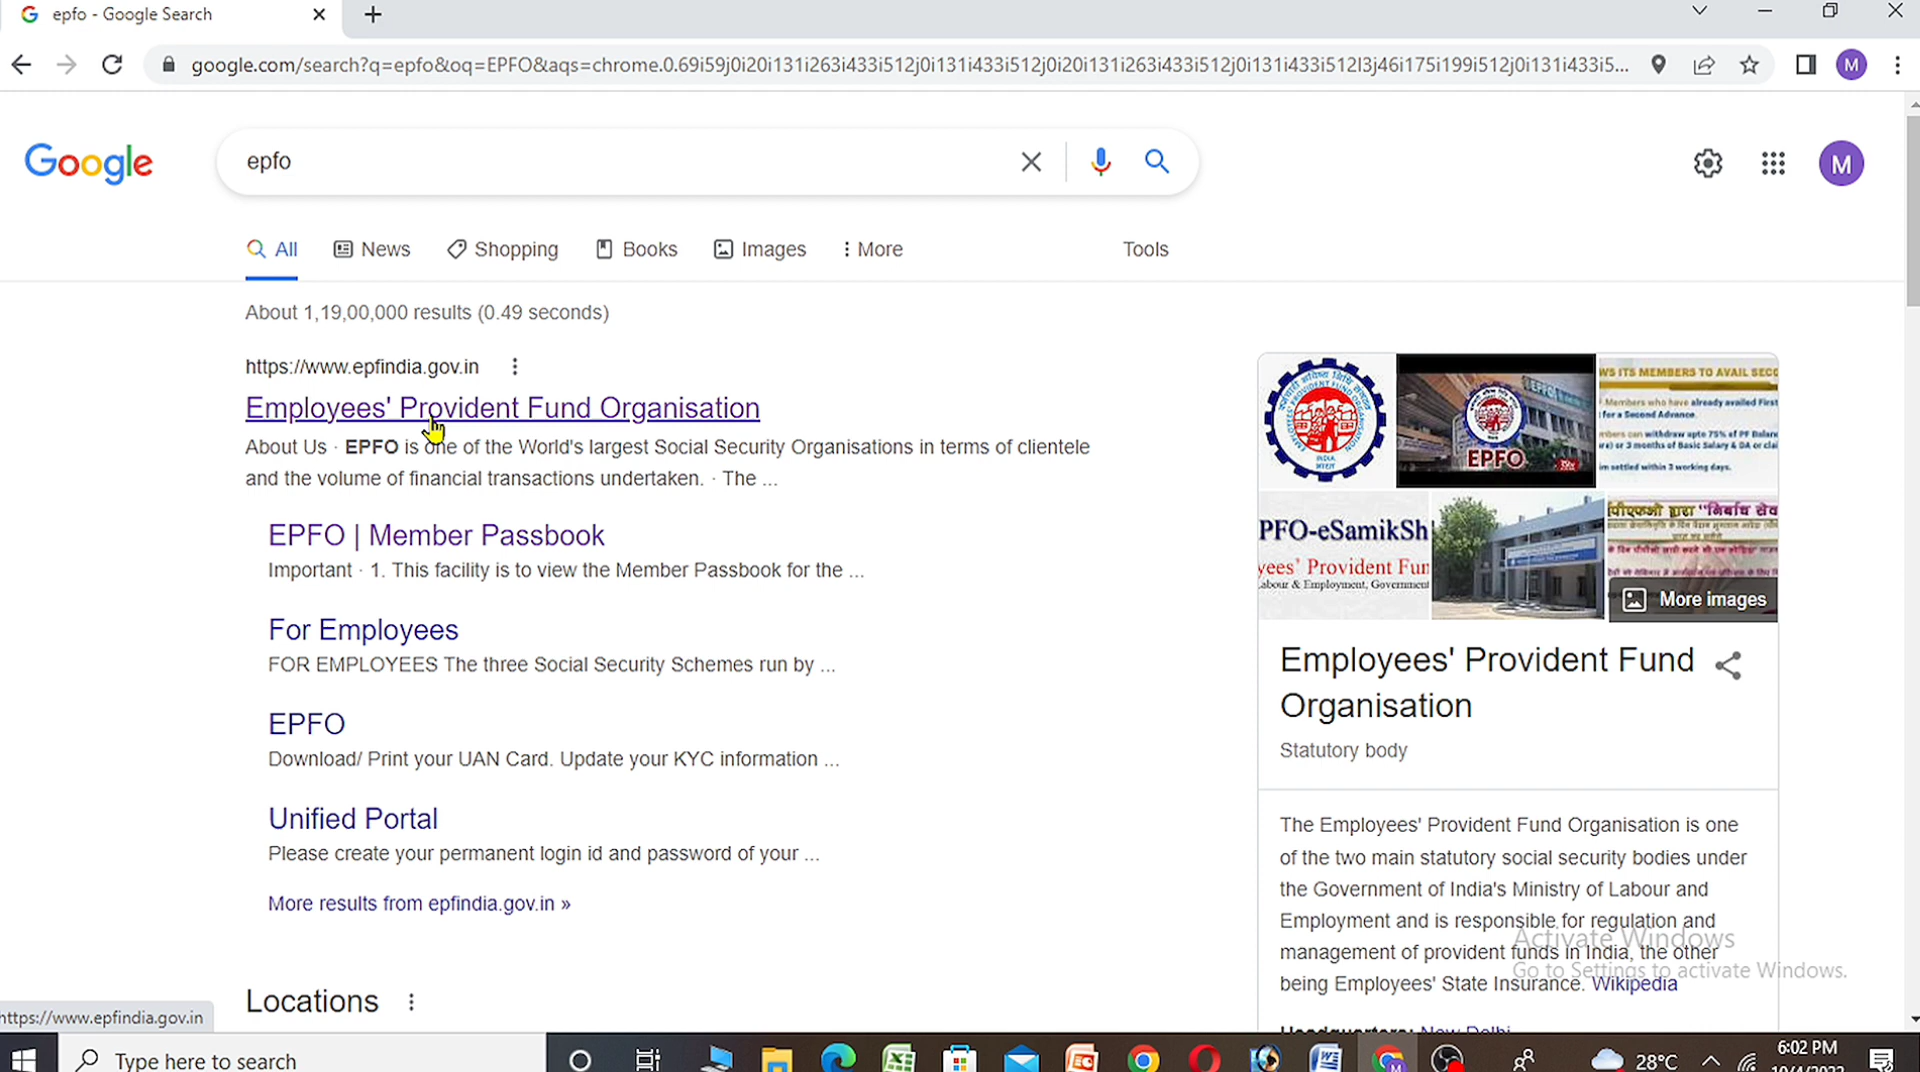 epfo - Google Search
google.com/search?q=epfo&oq=EPFO&aqs=chrome.0.69i59j0i20i131i263i433i512j0i131i433i512j0i20i131i263i433i512j0i131i433i512l3j46i175i199i512j0i131i433i5...
M
Google
epfo
M
All News Shopping Books Images More Tools
About 1,19,00,000 results (0.49 seconds)
https://www.epfindia.gov.in
Employees' Provident Fund Organisation
About Us · EPFO is one of the World's largest Social Security Organisations in terms of clientele
and the volume of financial transactions undertaken. · The ...
EPFO | Member Passbook
Important · 1. This facility is to view the Member Passbook for the ...
For Employees
FOR EMPLOYEES The three Social Security Schemes run by ...
EPFO
Download/ Print your UAN Card. Update your KYC information ...
Unified Portal
Please create your permanent login id and password of your ...
More results from epfindia.gov.in »
Locations
EPFO
WS ITS MEMBERS TO AVAIL SECO
Members who have already availed First
for a Second Advance.
mbers can withdraw upto 75% of PF Balan
or 3 months of Basic Salary & DA or
im settled within 3 working days.
PFO-eSamikSh
yees' Provident Fun
abour & Employment, Government
More images
Employees' Provident Fund
Organisation
Statutory body
The Employees' Provident Fund Organisation is one
of the two main statutory social security bodies under
the Government of India's Ministry of Labour and
Employment and is responsible for regulation and
management of provident funds in India, the other
being Employees' State Insurance. Wikipedia
Headquarters: New Delhi
Activate Windows
Go to Settings to activate Windows.
https://www.epfindia.gov.in
Type here to search
28°C
6:02 PM
10/4/2022